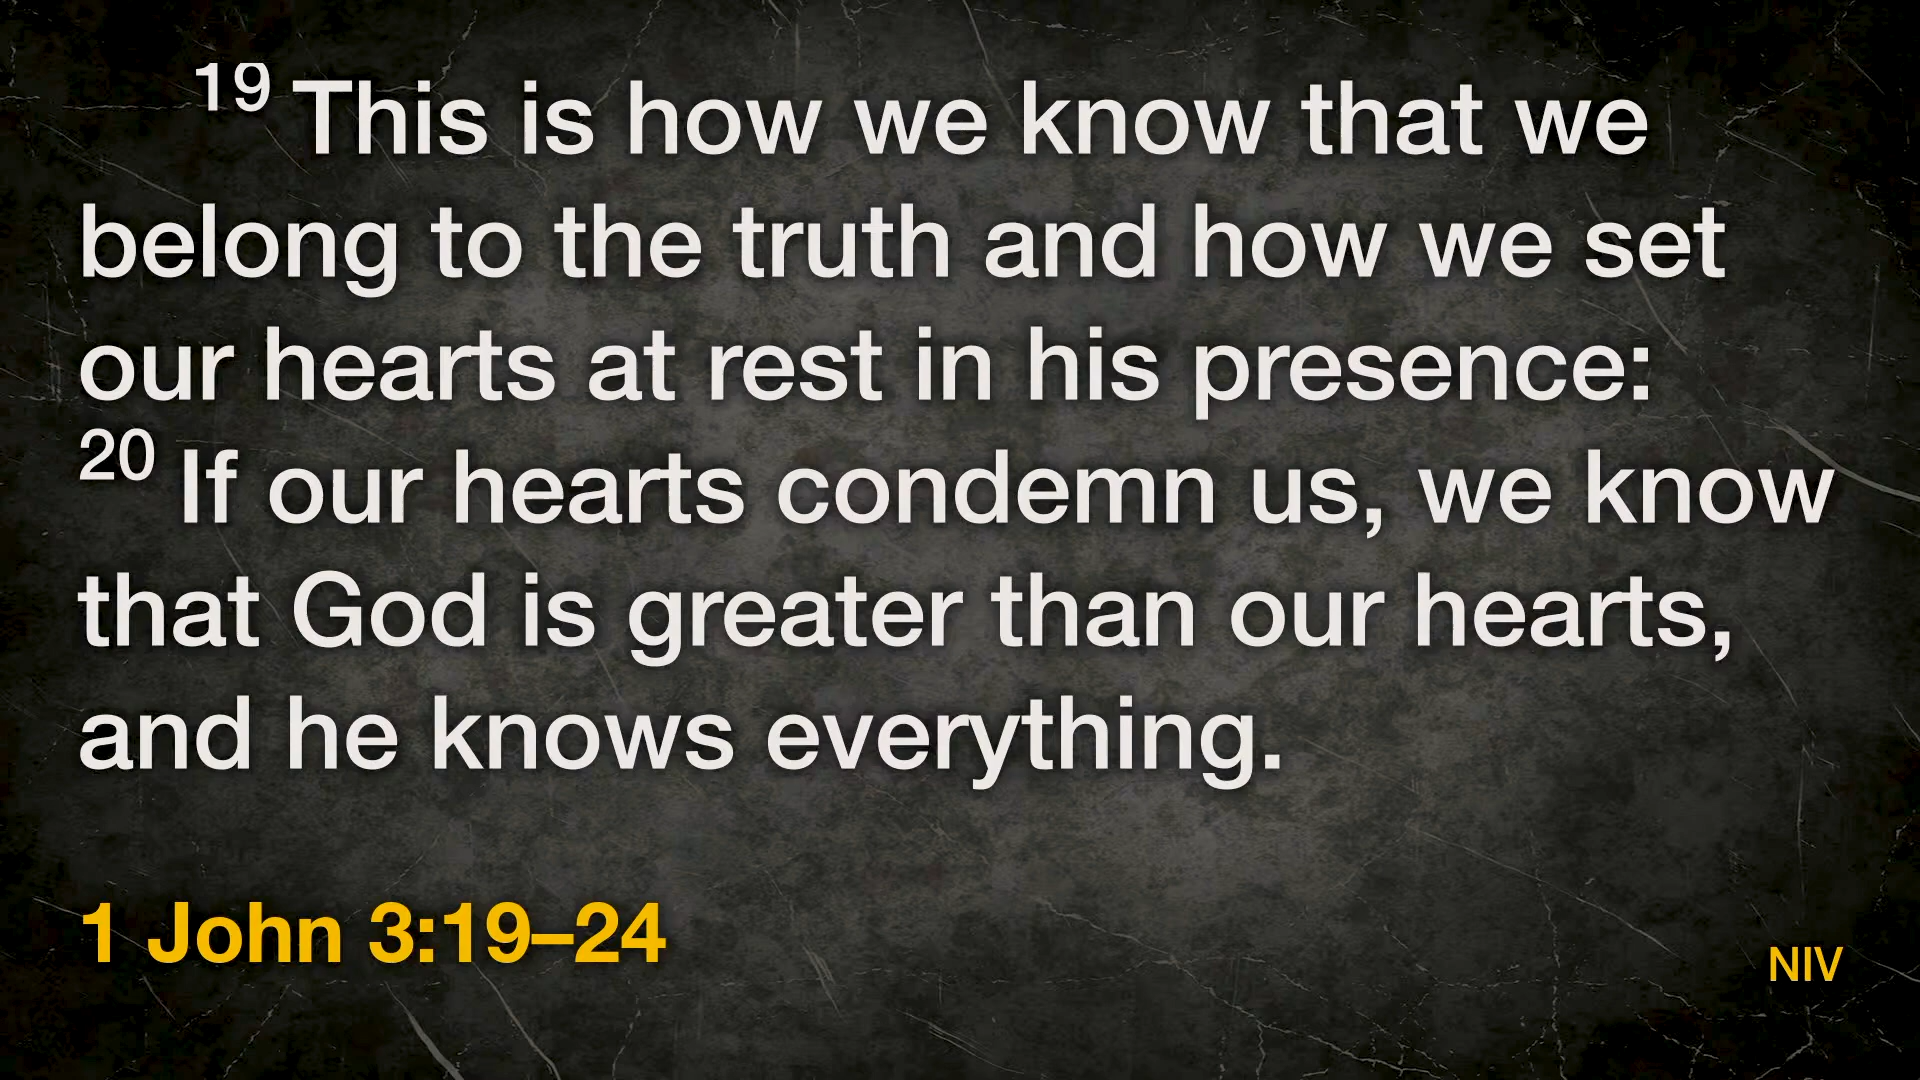 19 This is how we know that we
belong to the truth and how we set
our hearts at rest in his presence:
20 If our hearts condemn us, we know
that God is greater than our hearts,
and he knows everything.
1 John 3:19–24
NIV